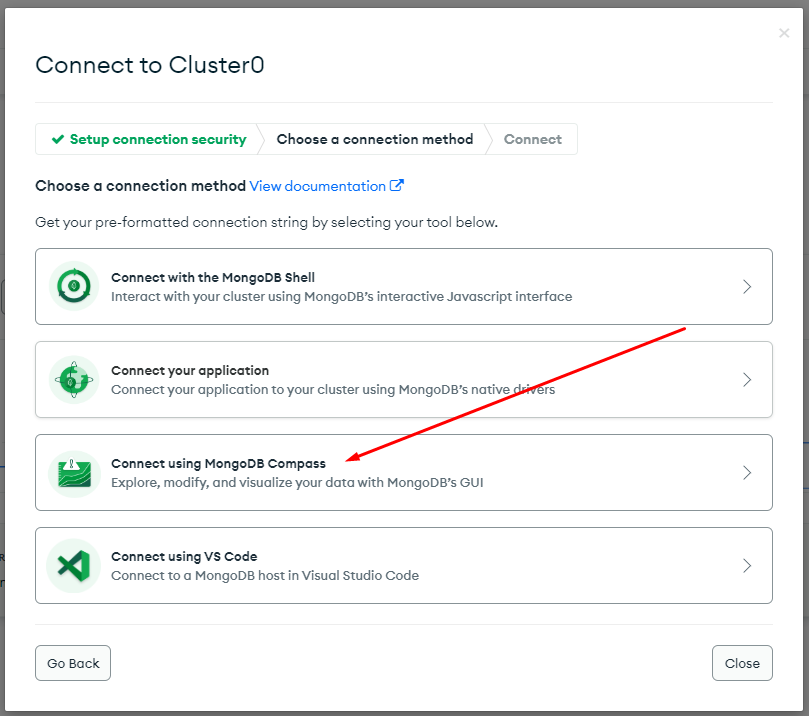 ×
Connect to Cluster0
Setup connection security
Choose a connection method
Connect
Choose a connection method View documentation
Get your pre-formatted connection string by selecting your tool below.
Connect with the MongoDB Shell
Interact with your cluster using MongoDB's interactive Javascript interface
Connect your application
Connect your application to your cluster using MongoDB's native drivers
Connect using MongoDB Compass
Explore, modify, and visualize your data with MongoDB's GUI
Connect using VS Code
Connect to a MongoDB host in Visual Studio Code
Go Back
Close